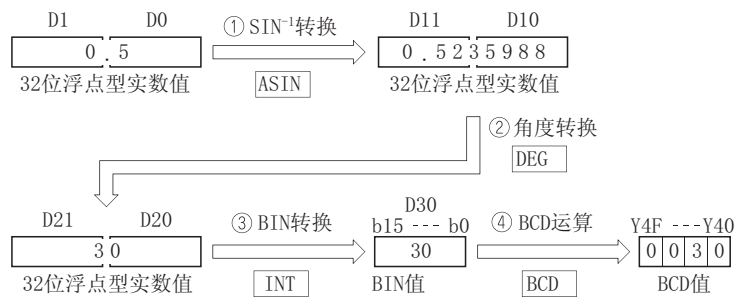 D1 D0 ① SIN⁻¹转换 D11 D10
0.5 0.5235988
32位浮点型实数值 ASIN 32位浮点型实数值
② 角度转换
DEG
D21 D20 ③ BIN转换 D30 ④ BCD运算
b15 --- b0 Y4F ---Y40
30 30 0 0 3 0
32位浮点型实数值 INT BIN值 BCD BCD值